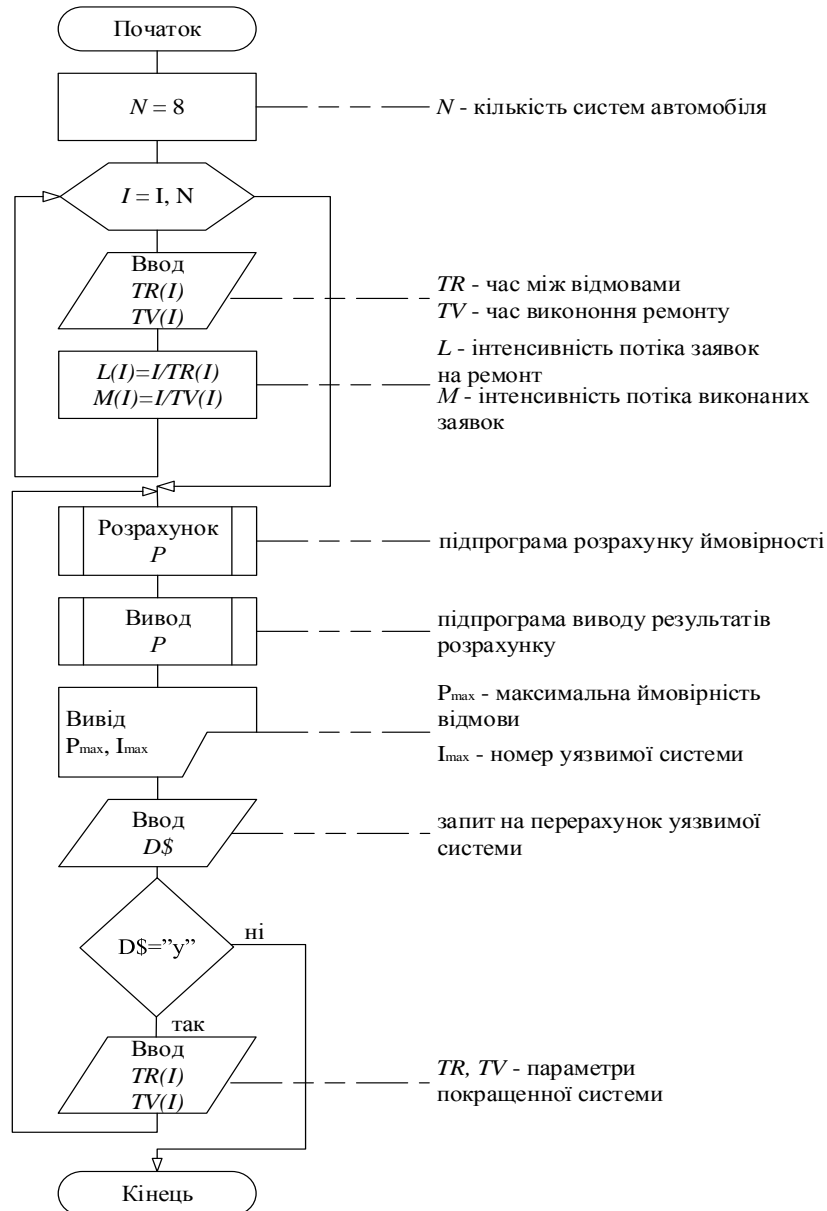 Початок
N = 8
N - кількість систем автомобіля
I = I, N
Ввод
TR(I)
TV(I)
TR - час між відмовами
TV - час викононня ремонту
L(I)=I/TR(I)
M(I)=I/TV(I)
L - інтенсивність потіка заявок
на ремонт
M - інтенсивність потіка виконаних
заявок
Розрахунок
P
підпрограма розрахунку ймовірності
Вивод
P
підпрограма виводу результатів
розрахунку
Вивід
Pmax, Imax
Pmax - максимальна ймовірність
відмови
Imax - номер уязвимої системи
Ввод
D$
запит на перерахунок уязвимої
системи
D$=”y”
ні
так
Ввод
TR(I)
TV(I)
TR, TV - параметри
покращенної системи
Кінець